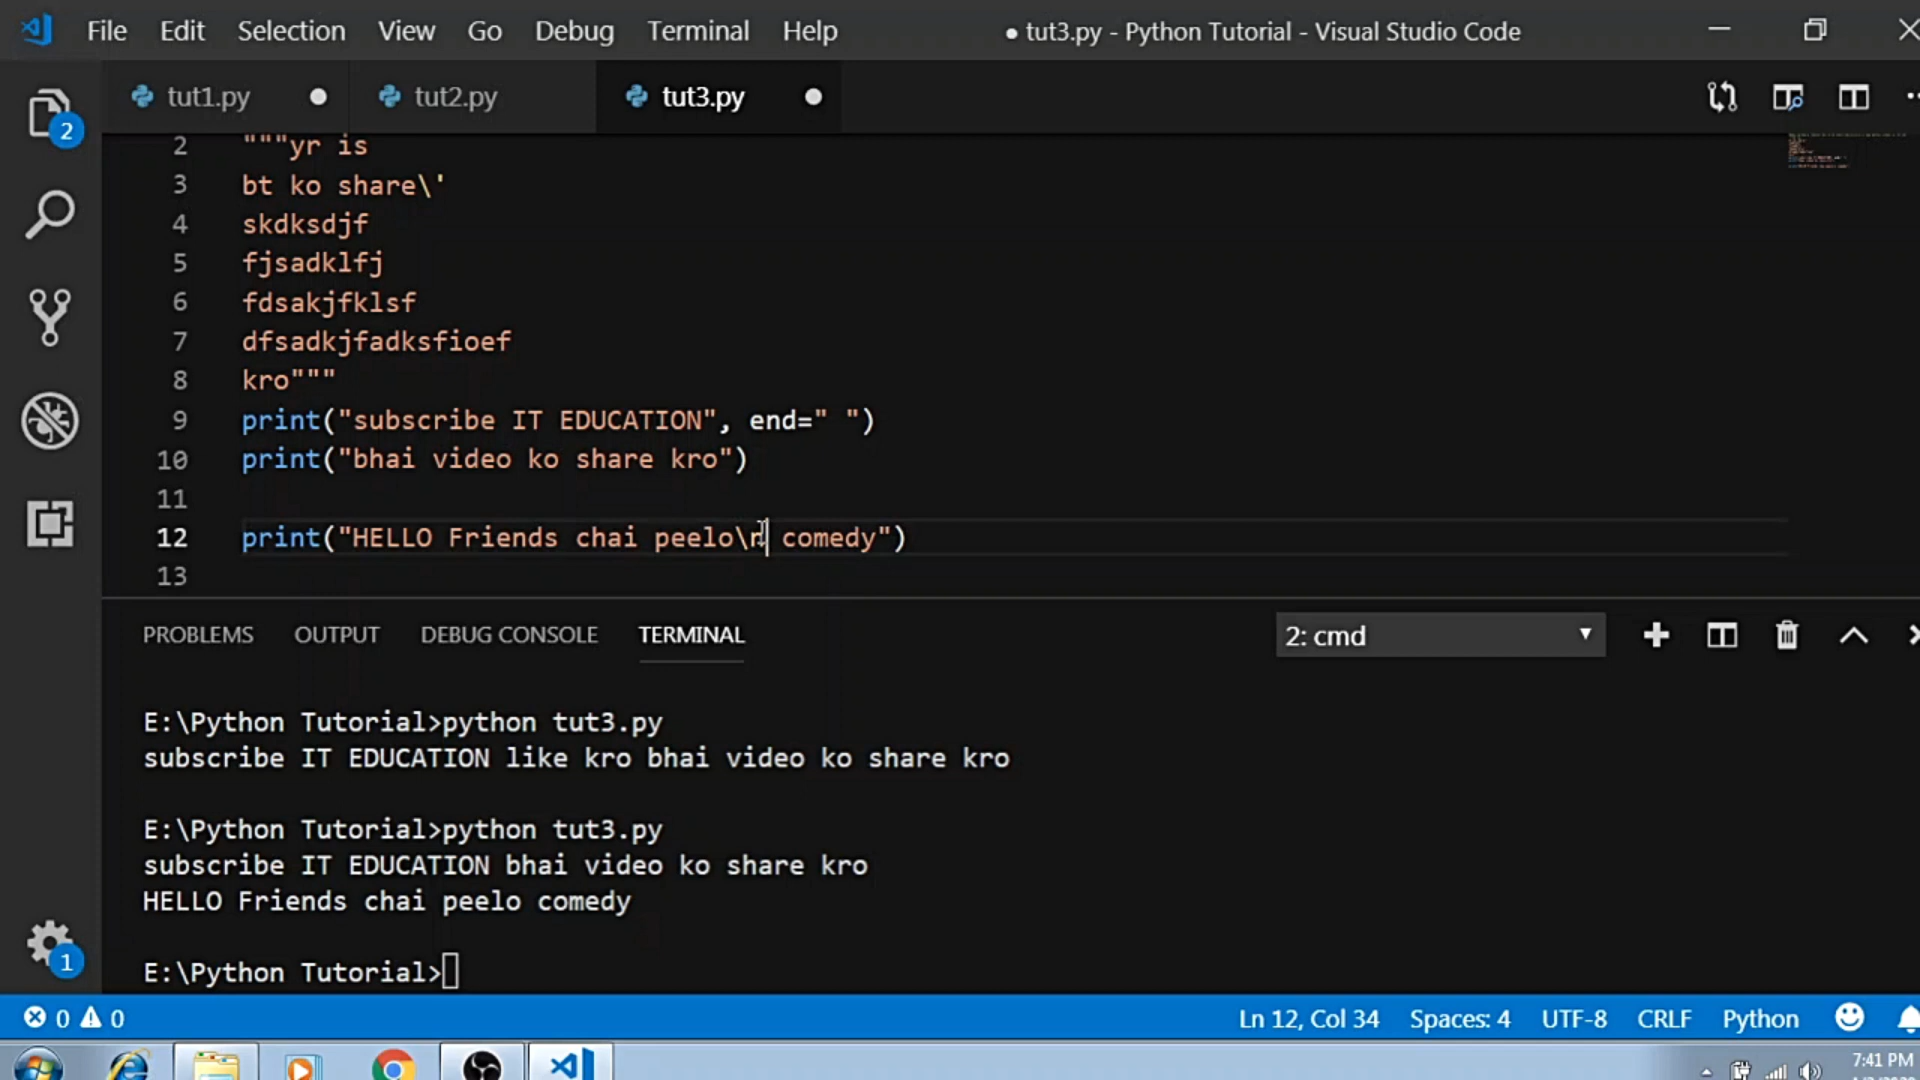 File Edit Selection View Go Debug Terminal Help ● tut3.py - Python Tutorial - Visual Studio Code
tut1.py tut2.py tut3.py
2 """yr is
3 bt ko share\'
4 skdksdjf
5 fjsadklfj
6 fdsakjfklsf
7 dfsadkjfadksfioef
8 kro"""
9 print("subscribe IT EDUCATION", end=" ")
10 print("bhai video ko share kro")
11
12 print("HELLO Friends chai peelo\n comedy")
13
PROBLEMS OUTPUT DEBUG CONSOLE TERMINAL 2: cmd
E:\Python Tutorial>python tut3.py
subscribe IT EDUCATION like kro bhai video ko share kro
E:\Python Tutorial>python tut3.py
subscribe IT EDUCATION bhai video ko share kro
HELLO Friends chai peelo comedy
E:\Python Tutorial>
0 0 Ln 12, Col 34 Spaces: 4 UTF-8 CRLF Python
7:41 PM
2
1